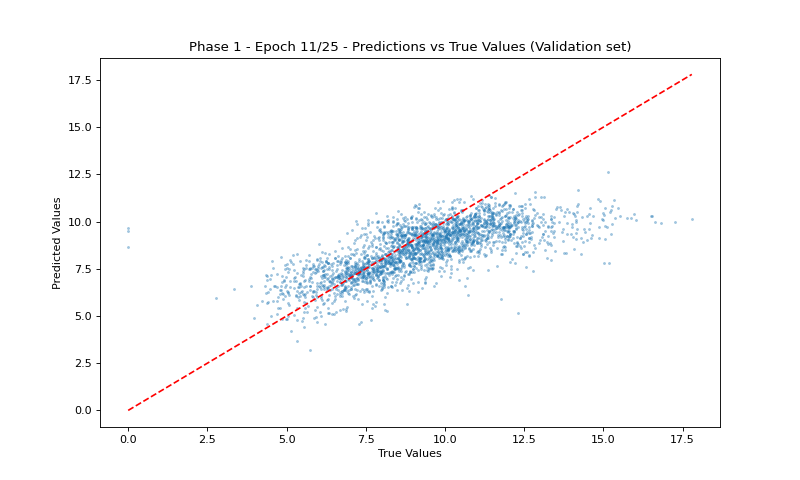 Phase 1 - Epoch 11/25 - Predictions vs True Values (Validation set)
Predicted Values
17.5
15.0
12.5
10.0
7.5
5.0
2.5
0.0
0.0 2.5 5.0 7.5 10.0 12.5 15.0 17.5
True Values